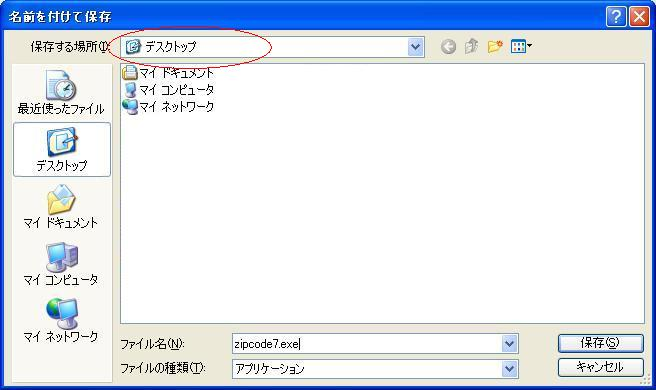 名前を付けて保存
保存する場所(I):
デスクトップ
マイ ドキュメント
マイ コンピュータ
マイ ネットワーク
最近使ったファイル
デスクトップ
マイ ドキュメント
マイ コンピュータ
マイ ネットワーク
ファイル名(N):
zipcode7.exe
保存(S)
ファイルの種類(T):
アプリケーション
キャンセル